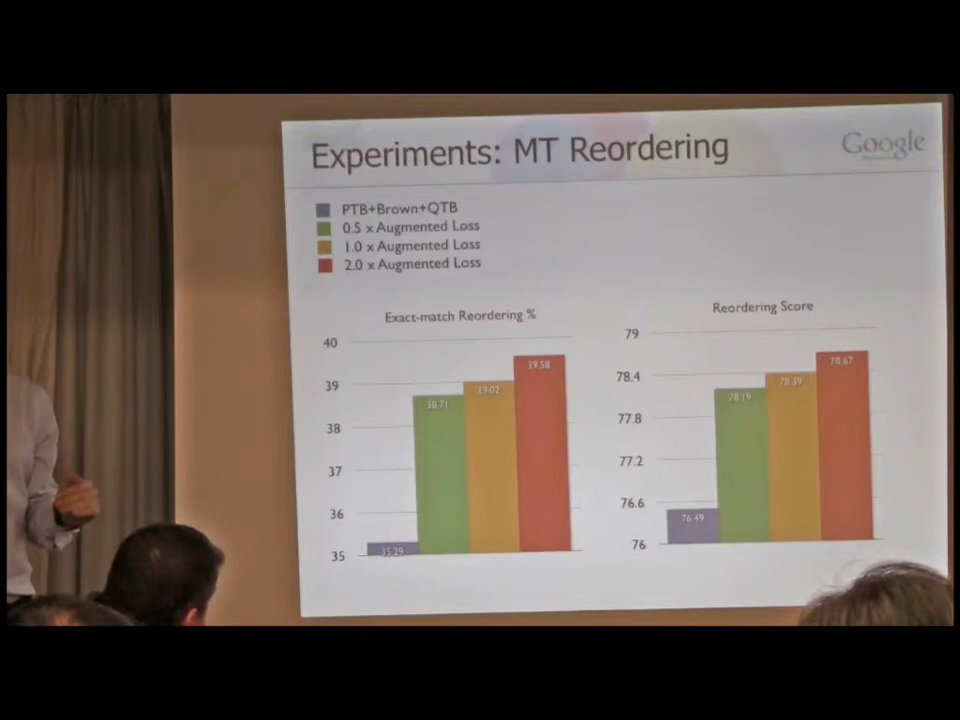 Experiments: MT Reordering
Google
PTB+Brown+QTB
0.5 x Augmented Loss
1.0 x Augmented Loss
2.0 x Augmented Loss
Exact-match Reordering %
40
39
38
37
36
35
35.29
38.71
39.02
39.58
Reordering Score
79
78.4
77.8
77.2
76.6
76
76.49
78.19
78.39
78.67